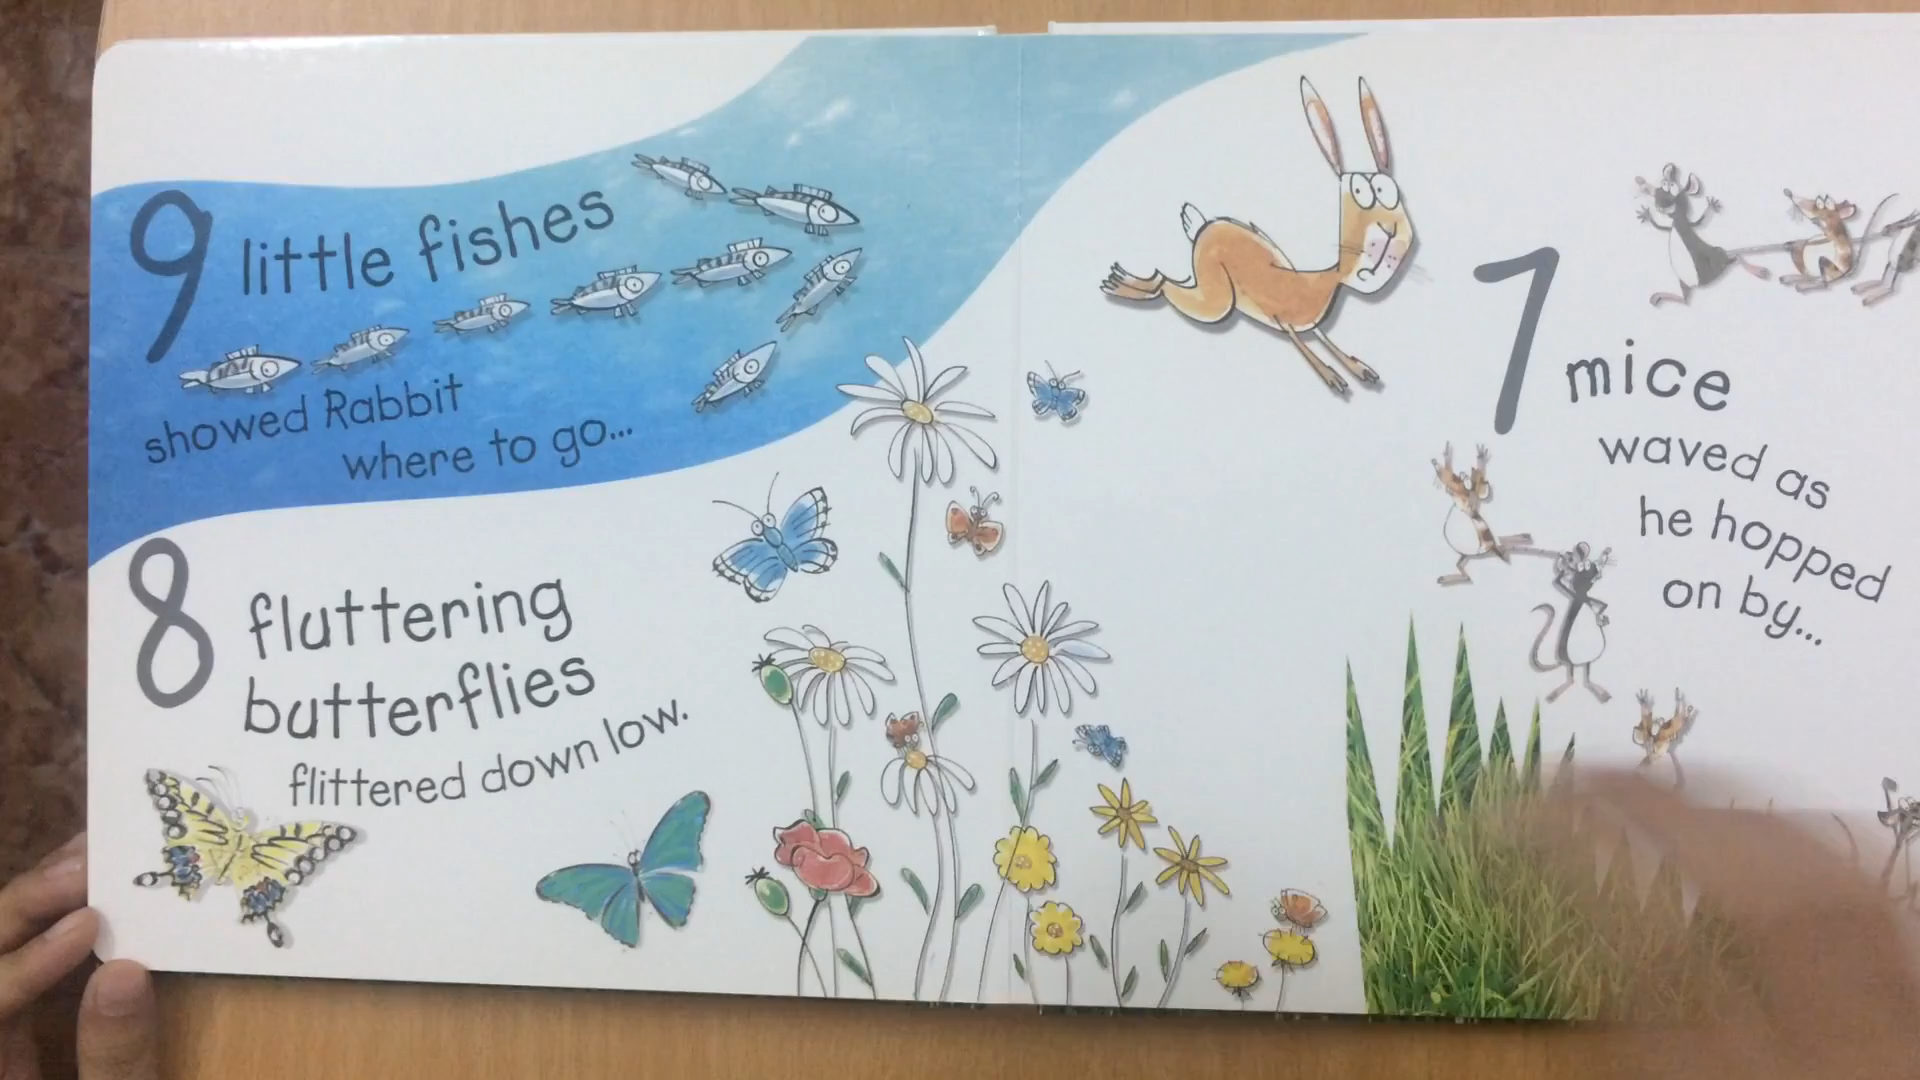 9 little fishes
showed Rabbit
where to go...
8 fluttering
butterflies
flittered down low.
7 mice
waved as
he hopped
on by...